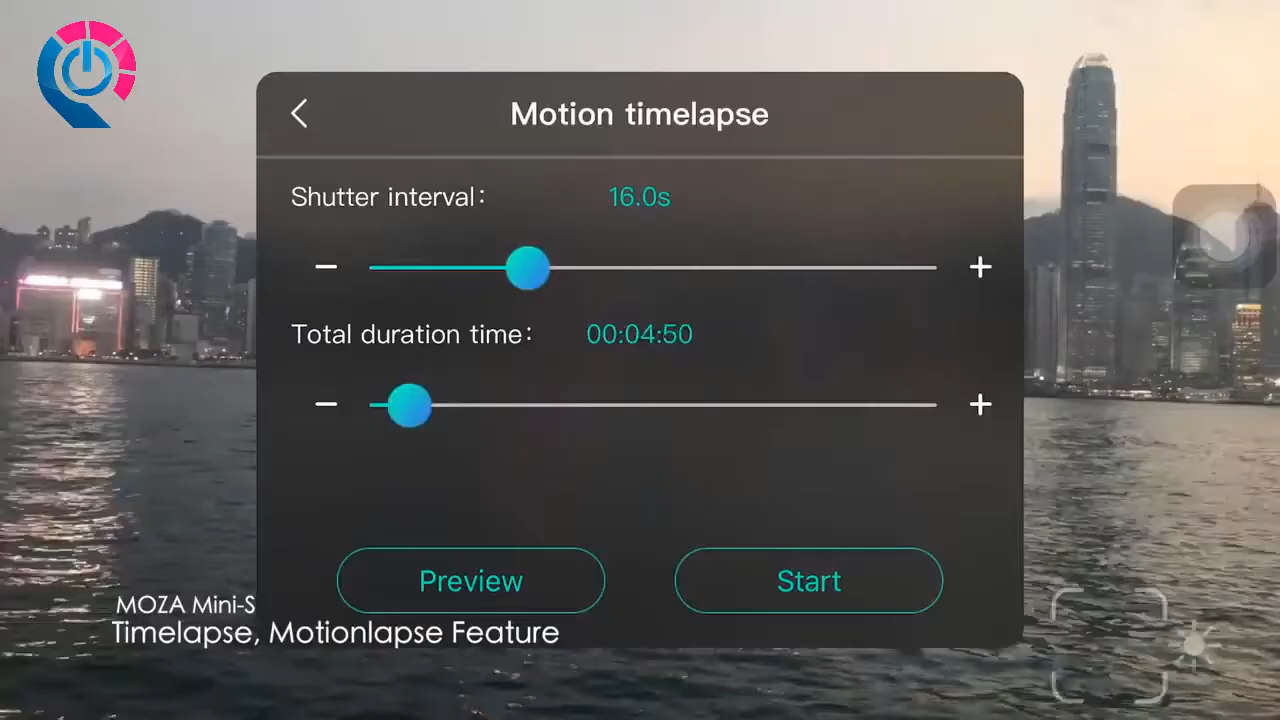 Motion timelapse
Shutter interval: 16.0s
Total duration time: 00:04:50
Preview
Start
MOZA Mini-S
Timelapse, Motionlapse Feature